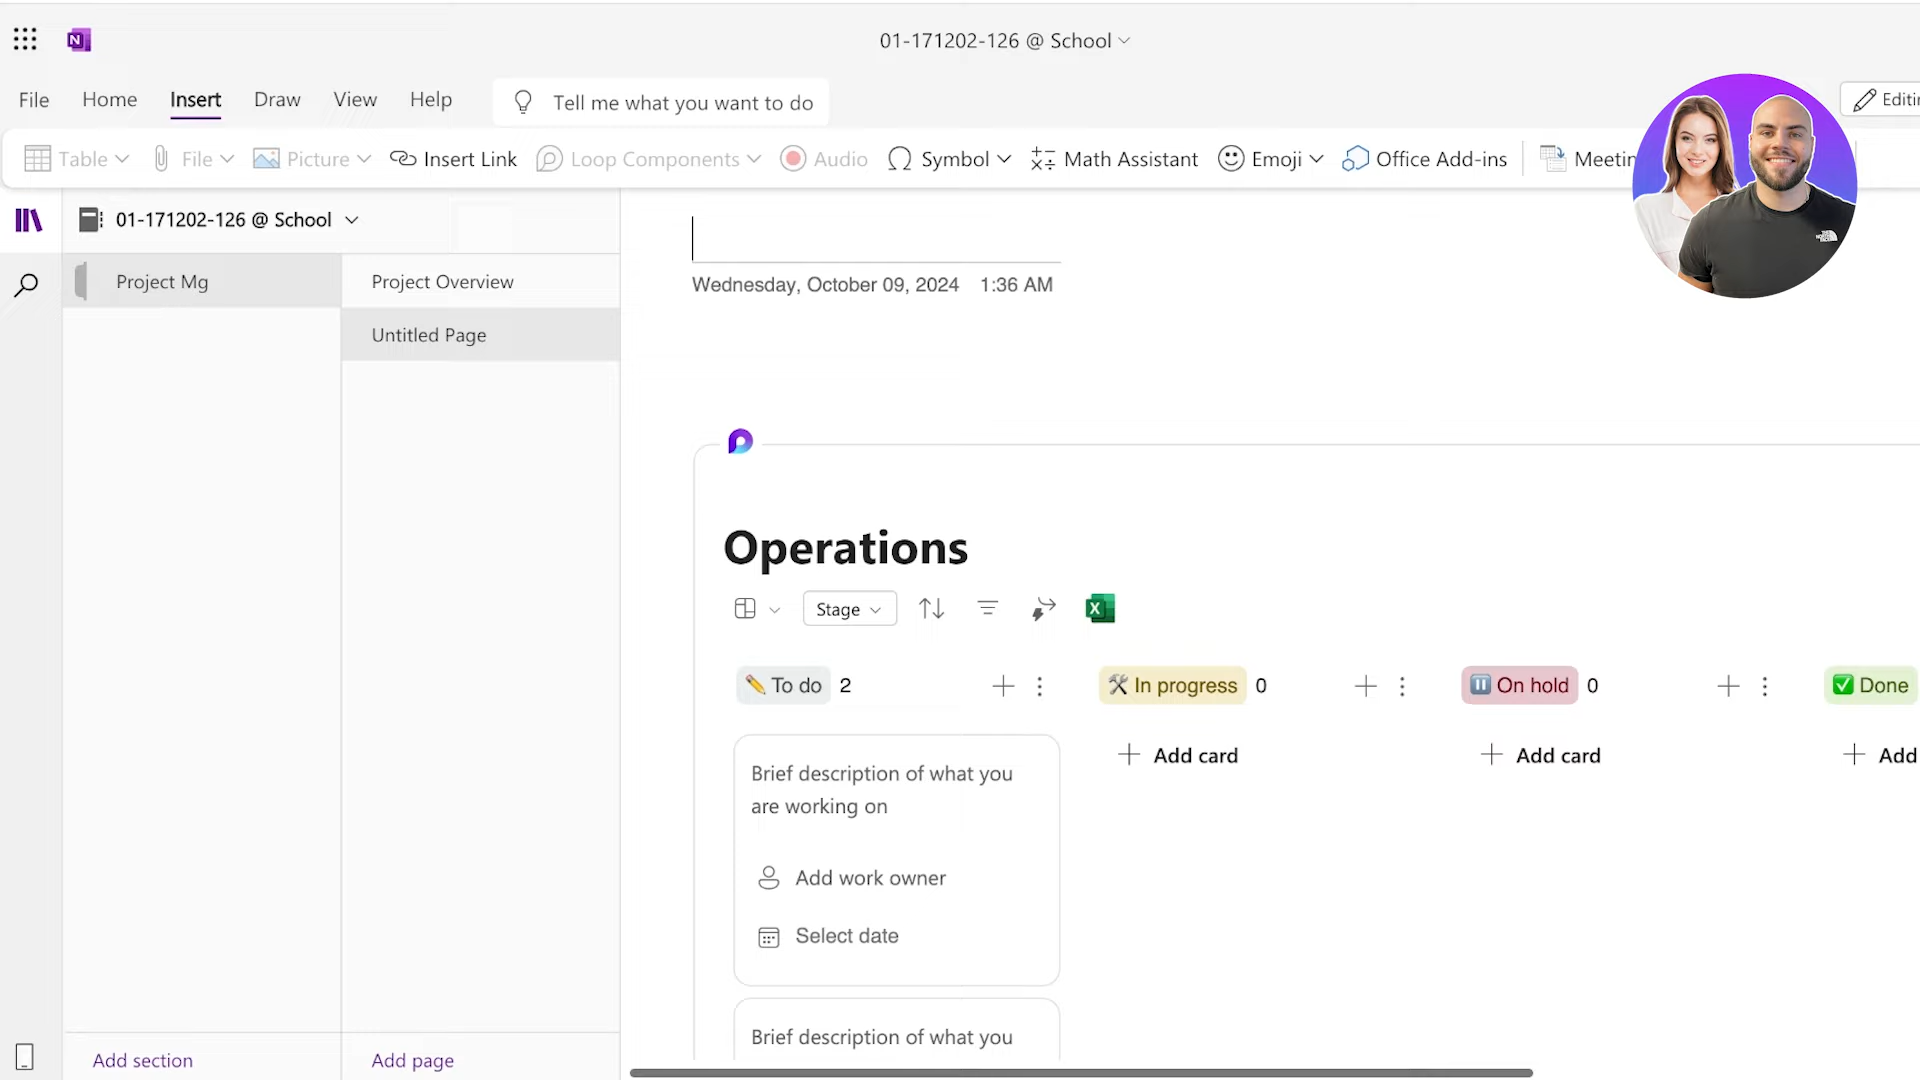 01-171202-126 @ School
File Home Insert Draw View Help Tell me what you want to do Editin
Table File Picture Insert Link Loop Components Audio Symbol Math Assistant Emoji Office Add-ins Meetin
01-171202-126 @ School
Project Mg
Project Overview
Untitled Page
Wednesday, October 09, 2024 1:36 AM
Operations
Stage
To do 2 In progress 0 On hold 0 Done
Add card Add card Add
Brief description of what you
are working on
Add work owner
Select date
Brief description of what you
Add section
Add page